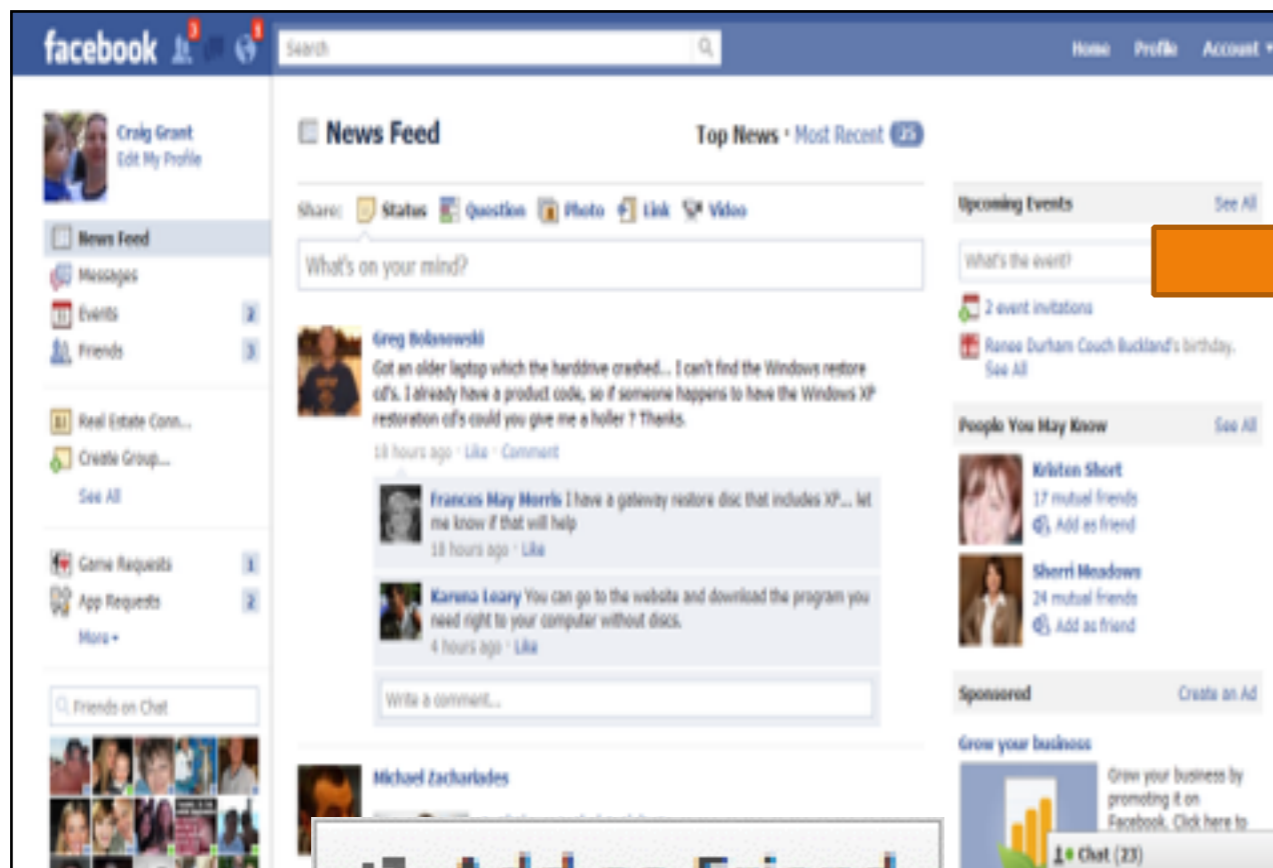 facebook
3
1
Search
Home Profile Account
Craig Grant
Edit My Profile
News Feed
Messages
Events 2
Friends 3
Real Estate Conn...
Create Group...
See All
Game Requests 1
App Requests 2
More
Friends on Chat
News Feed
Top News · Most Recent 25
Share: Status Question Photo Link Video
What's on your mind?
Greg Bolanowski
Got an older laptop which the harddrive crashed... I can't find the Windows restore
cd's. I already have a product code, so if someone happens to have the Windows XP
restoration cd's could you give me a holler ? Thanks.
18 hours ago · Like · Comment
Frances May Morris I have a gateway restore disc that includes XP... let
me know if that will help
18 hours ago · Like
Karuna Leary You can go to the website and download the program you
need right to your computer without discs.
4 hours ago · Like
Write a comment...
Michael Zachariades
Upcoming Events See All
What's the event?
2 event invitations
Renee Durham Couch Buckland's birthday.
See All
People You May Know See All
Kristen Short
17 mutual friends
Add as friend
Sherri Meadows
24 mutual friends
Add as friend
Sponsored Create an Ad
Grow your business
Grow your business by
promoting it on
Facebook. Click here to
Chat (23)